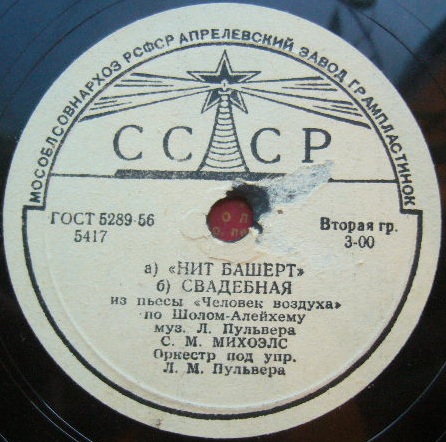 МОСОБЛСОВНАРХОЗ РСФСР АПРЕЛЕВСКИЙ ЗАВОД ГРАМПЛАСТИНОК
СССР
ГОСТ 5289-56
5417
Вторая гр.
3-00
а) «НИТ БАШЕРТ»
б) СВАДЕБНАЯ
из пьесы «Человек воздуха»
по Шолом-Алейхему
муз. Л. Пульвера
С. М. МИХОЭЛС
Оркестр под упр.
Л. М. Пульвера